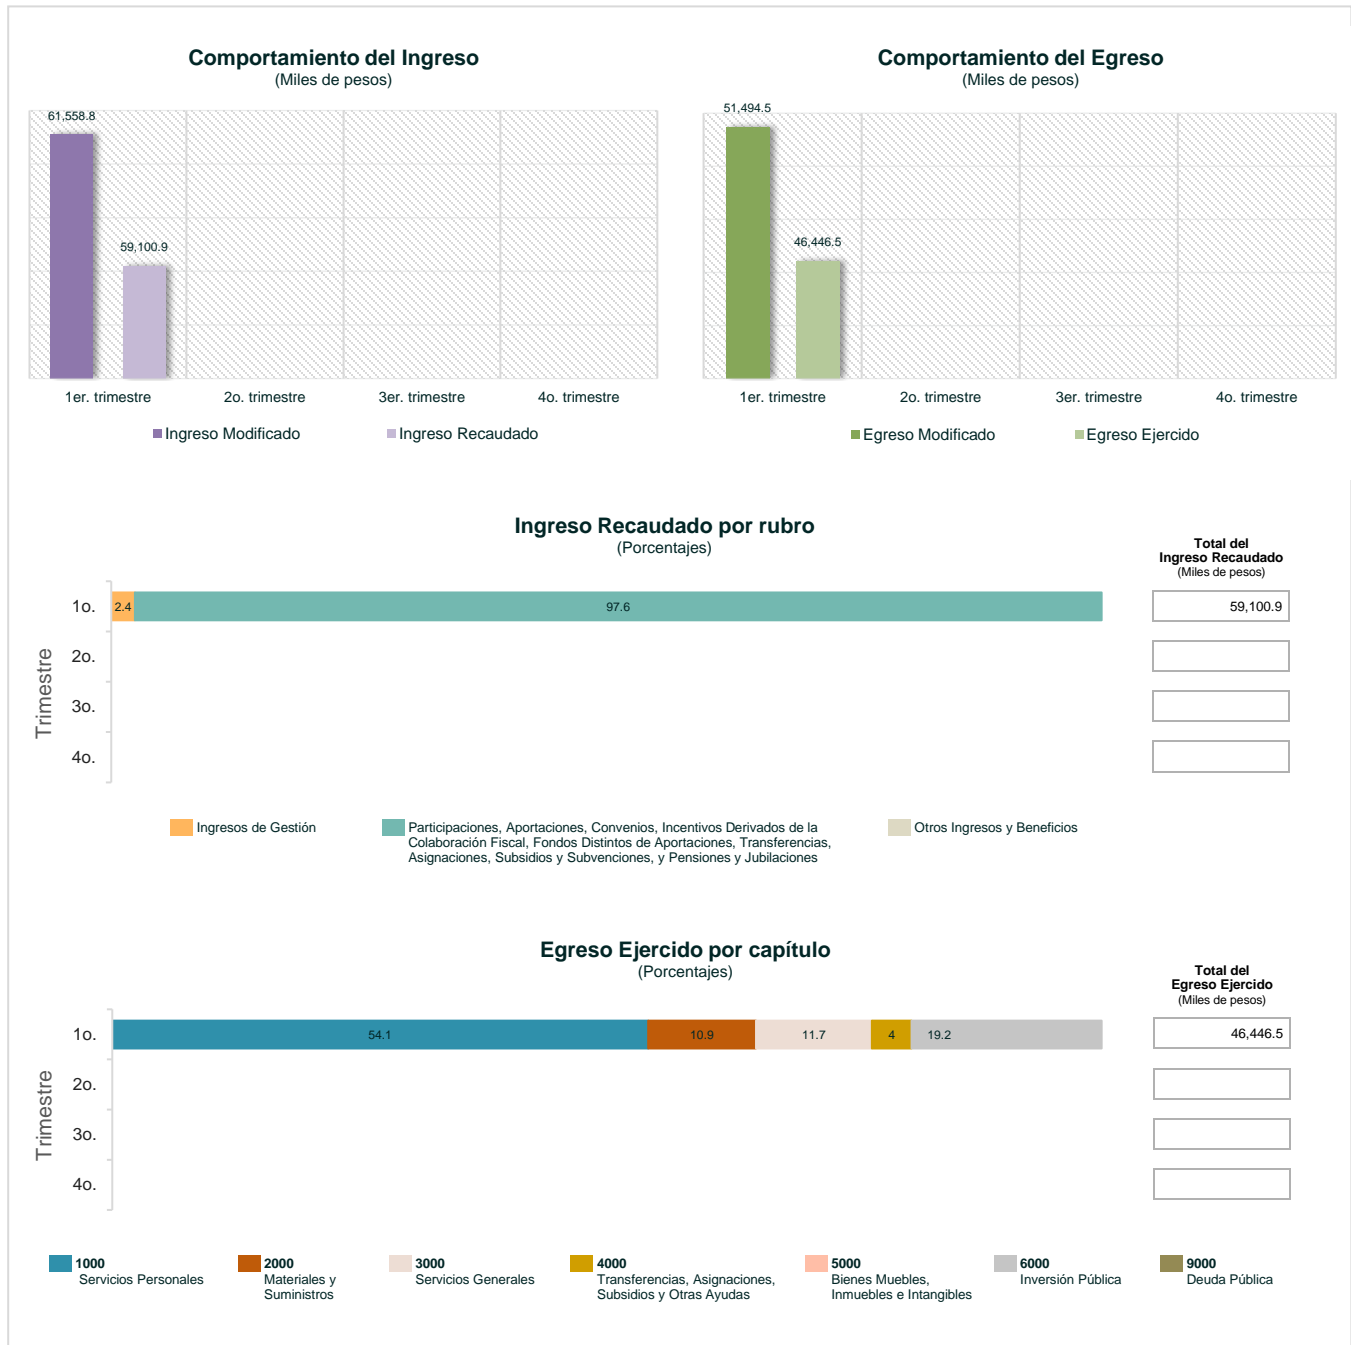 Comportamiento del Ingreso
(Miles de pesos)
61,558.8
59,100.9
1er. trimestre
2o. trimestre
3er. trimestre
4o. trimestre
Ingreso Modificado
Ingreso Recaudado
Comportamiento del Egreso
(Miles de pesos)
51,494.5
46,446.5
1er. trimestre
2o. trimestre
3er. trimestre
4o. trimestre
Egreso Modificado
Egreso Ejercido
Ingreso Recaudado por rubro
(Porcentajes)
Total del
Ingreso Recaudado
(Miles de pesos)
Trimestre
1o.
2.4
97.6
59,100.9
2o.
3o.
4o.
Ingresos de Gestión
Participaciones, Aportaciones, Convenios, Incentivos Derivados de la
Colaboración Fiscal, Fondos Distintos de Aportaciones, Transferencias,
Asignaciones, Subsidios y Subvenciones, y Pensiones y Jubilaciones
Otros Ingresos y Beneficios
Egreso Ejercido por capítulo
(Porcentajes)
Total del
Egreso Ejercido
(Miles de pesos)
Trimestre
1o.
54.1
10.9
11.7
4
19.2
46,446.5
2o.
3o.
4o.
1000
Servicios Personales
2000
Materiales y
Suministros
3000
Servicios Generales
4000
Transferencias, Asignaciones,
Subsidios y Otras Ayudas
5000
Bienes Muebles,
Inmuebles e Intangibles
6000
Inversión Pública
9000
Deuda Pública